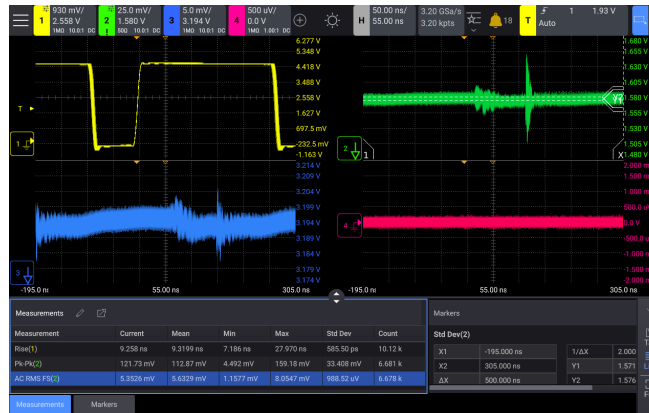 1 930 mV/ 2.558 V 1MΩ 10.0:1 DC
2 25.0 mV/ 1.580 V 50Ω 10.0:1 DC
3 5.0 mV/ 3.194 V 1MΩ 10.0:1 DC
4 500 uV/ 0.0 V 1MΩ 1.00:1 DC
H 50.00 ns/ 55.00 ns
3.20 GSa/s 3.20 kpts
18
T Auto 1 1.93 V
6.277 V
5.348 V
4.418 V
3.488 V
2.558 V
1.627 V
697.5 mV
-232.5 mV
-1.163 V
T
1
1.680 V
1.655 V
1.630 V
1.605 V
1.580 V
1.555 V
1.530 V
1.505 V
1.480 V
Y2
2
1
X
3.214 V
3.209 V
3.204 V
3.199 V
3.194 V
3.189 V
3.184 V
3.179 V
3.174 V
3
2.000 m
1.500 m
1.000 m
500.0 u
0.0 V
-500.0 u
-1.000 m
-1.500 m
-2.000 m
4
-195.0 ns 55.00 ns 305.0 ns
-195.0 ns 55.00 ns 305.0 ns
Measurements
Measurement Current Mean Min Max Std Dev Count
Rise(1) 9.258 ns 9.3199 ns 7.186 ns 27.970 ns 585.50 ps 10.12 k
Pk-Pk(2) 121.73 mV 112.87 mV 4.492 mV 159.18 mV 33.408 mV 6.681 k
AC RMS FS(2) 5.3526 mV 5.6329 mV 1.1577 mV 8.0547 mV 988.52 uV 6.678 k
Markers
Std Dev(2)
X1 -195.000 ns 1/ΔX 2.000
X2 305.000 ns Y1 1.571
ΔX 500.000 ns Y2 1.576
Measurements Markers